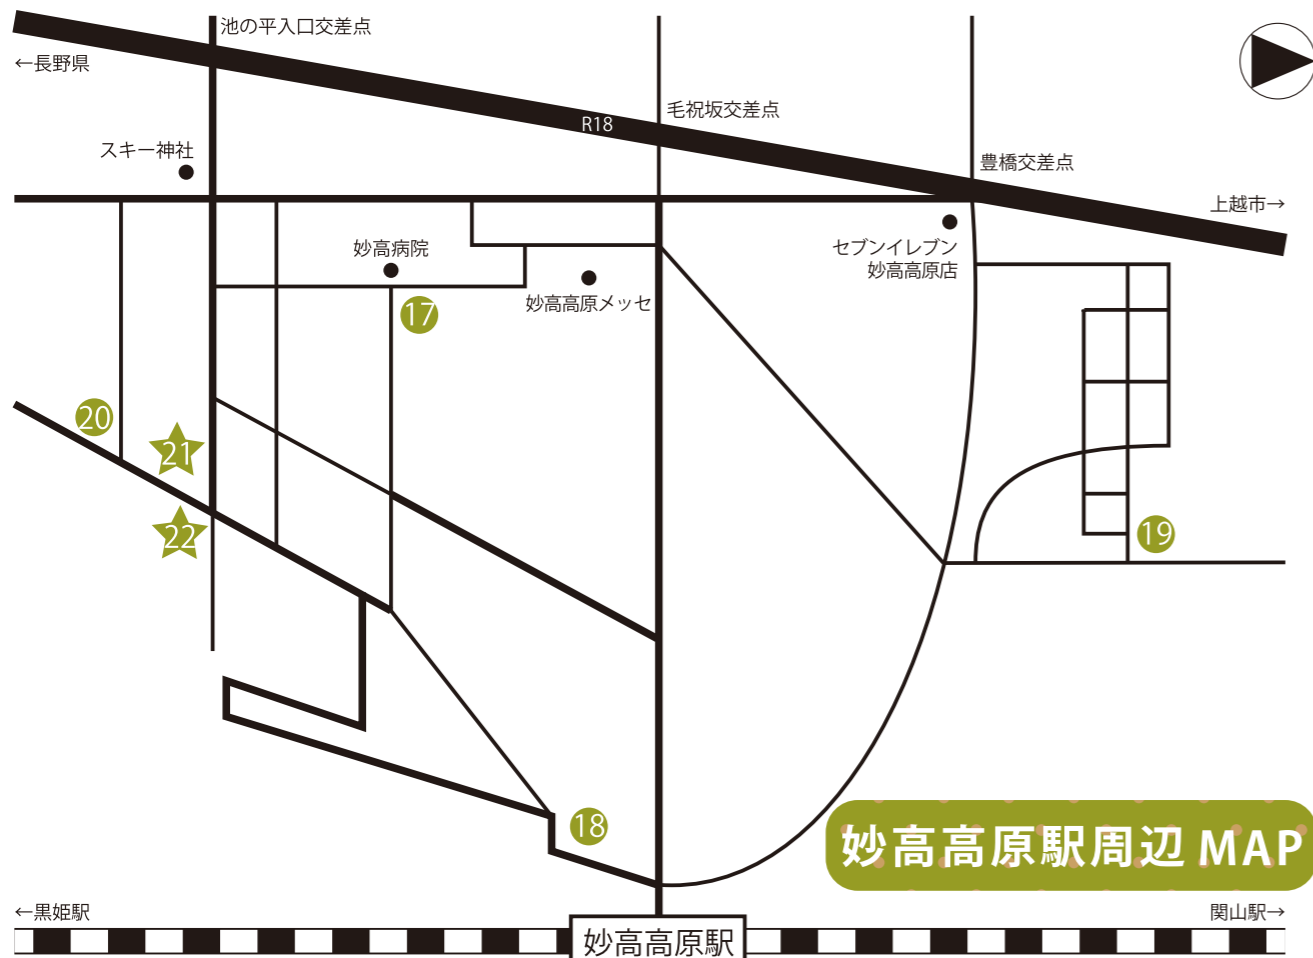 池の平入口交差点
←長野県
毛祝坂交差点
R18
スキー神社
豊橋交差点
上越市→
妙高病院
セブンイレブン
妙高高原店
妙高高原メッセ
17
20
21
22
19
18
妙高高原駅周辺 MAP
←黒姫駅
関山駅→
妙高高原駅